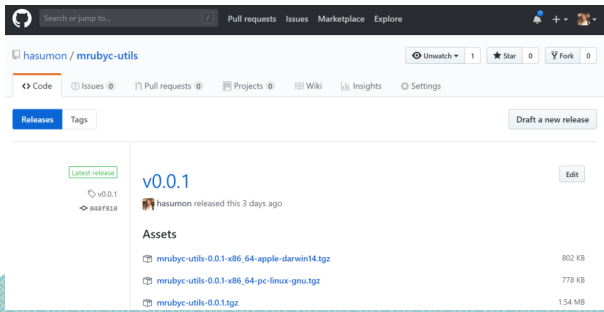 Search or jump to... / Pull requests Issues Marketplace Explore
hasumon / mrubyc-utils Unwatch 1 Star 0 Fork 0
Code Issues 0 Pull requests 0 Projects 0 Wiki Insights Settings
Releases Tags Draft a new release
Latest release
v0.0.1
048f810
v0.0.1 Edit
hasumon released this 3 days ago
Assets
mrubyc-utils-0.0.1-x86_64-apple-darwin14.tgz 802 KB
mrubyc-utils-0.0.1-x86_64-pc-linux-gnu.tgz 778 KB
mrubyc-utils-0.0.1.tgz 1.54 MB